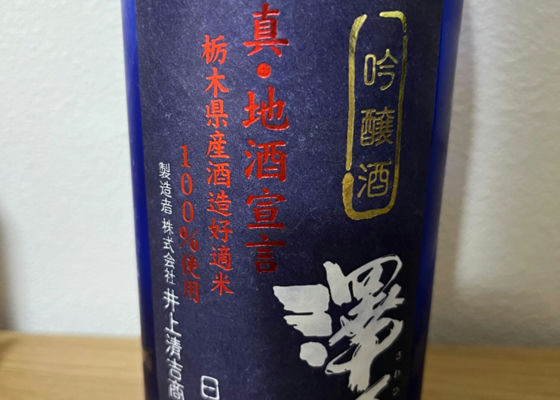 吟醸酒
澤
真・地酒宣言
栃木県産酒造好適米
100%使用
製造者 株式会社 井上清吉商
日